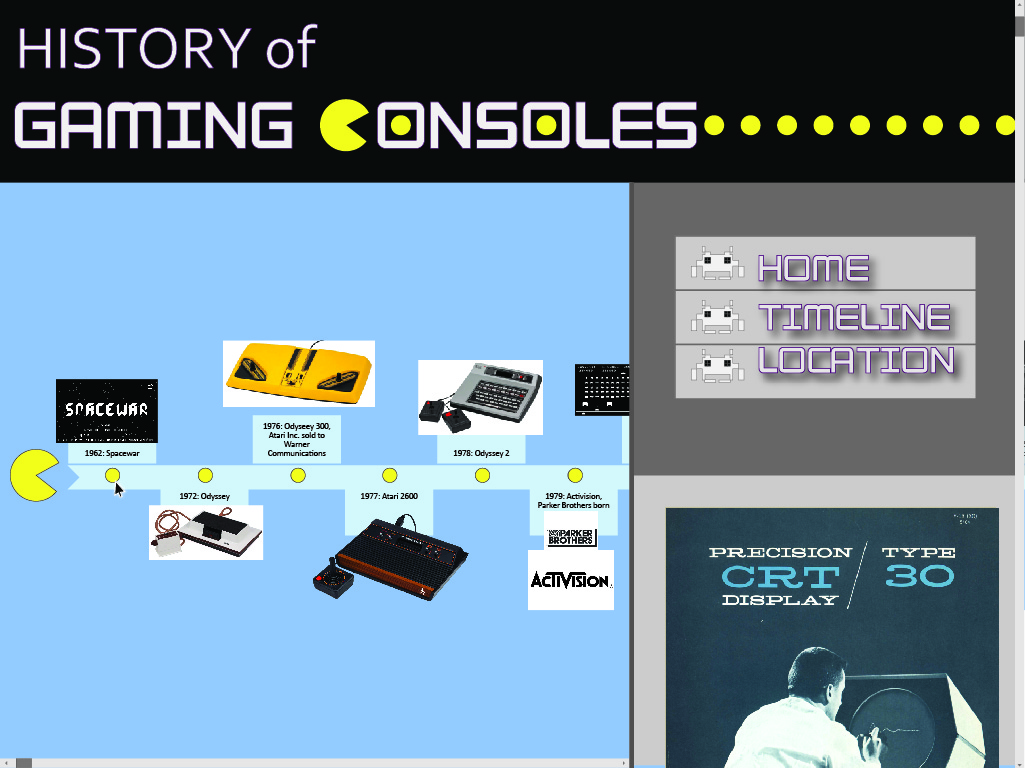 HISTORY of
GAMING CONSOLES
HOME
TIMELINE
LOCATION
SPACEWAR
1962: Spacewar
1976: Odyseey 300,
Atari Inc. sold to
Warner
Communications
1978: Odyssey 2
1972: Odyssey
1977: Atari 2600
1979: Activision,
Parker Brothers born
PARKER
BROTHERS
ACTIVISION
PRECISION
CRT
DISPLAY
TYPE
30